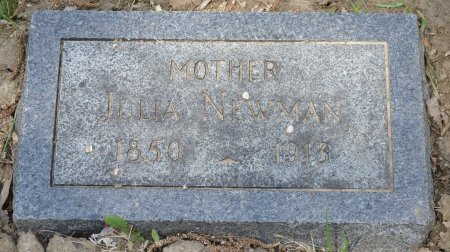 MOTHER
JULIA NEWMAN
1850 – 1913